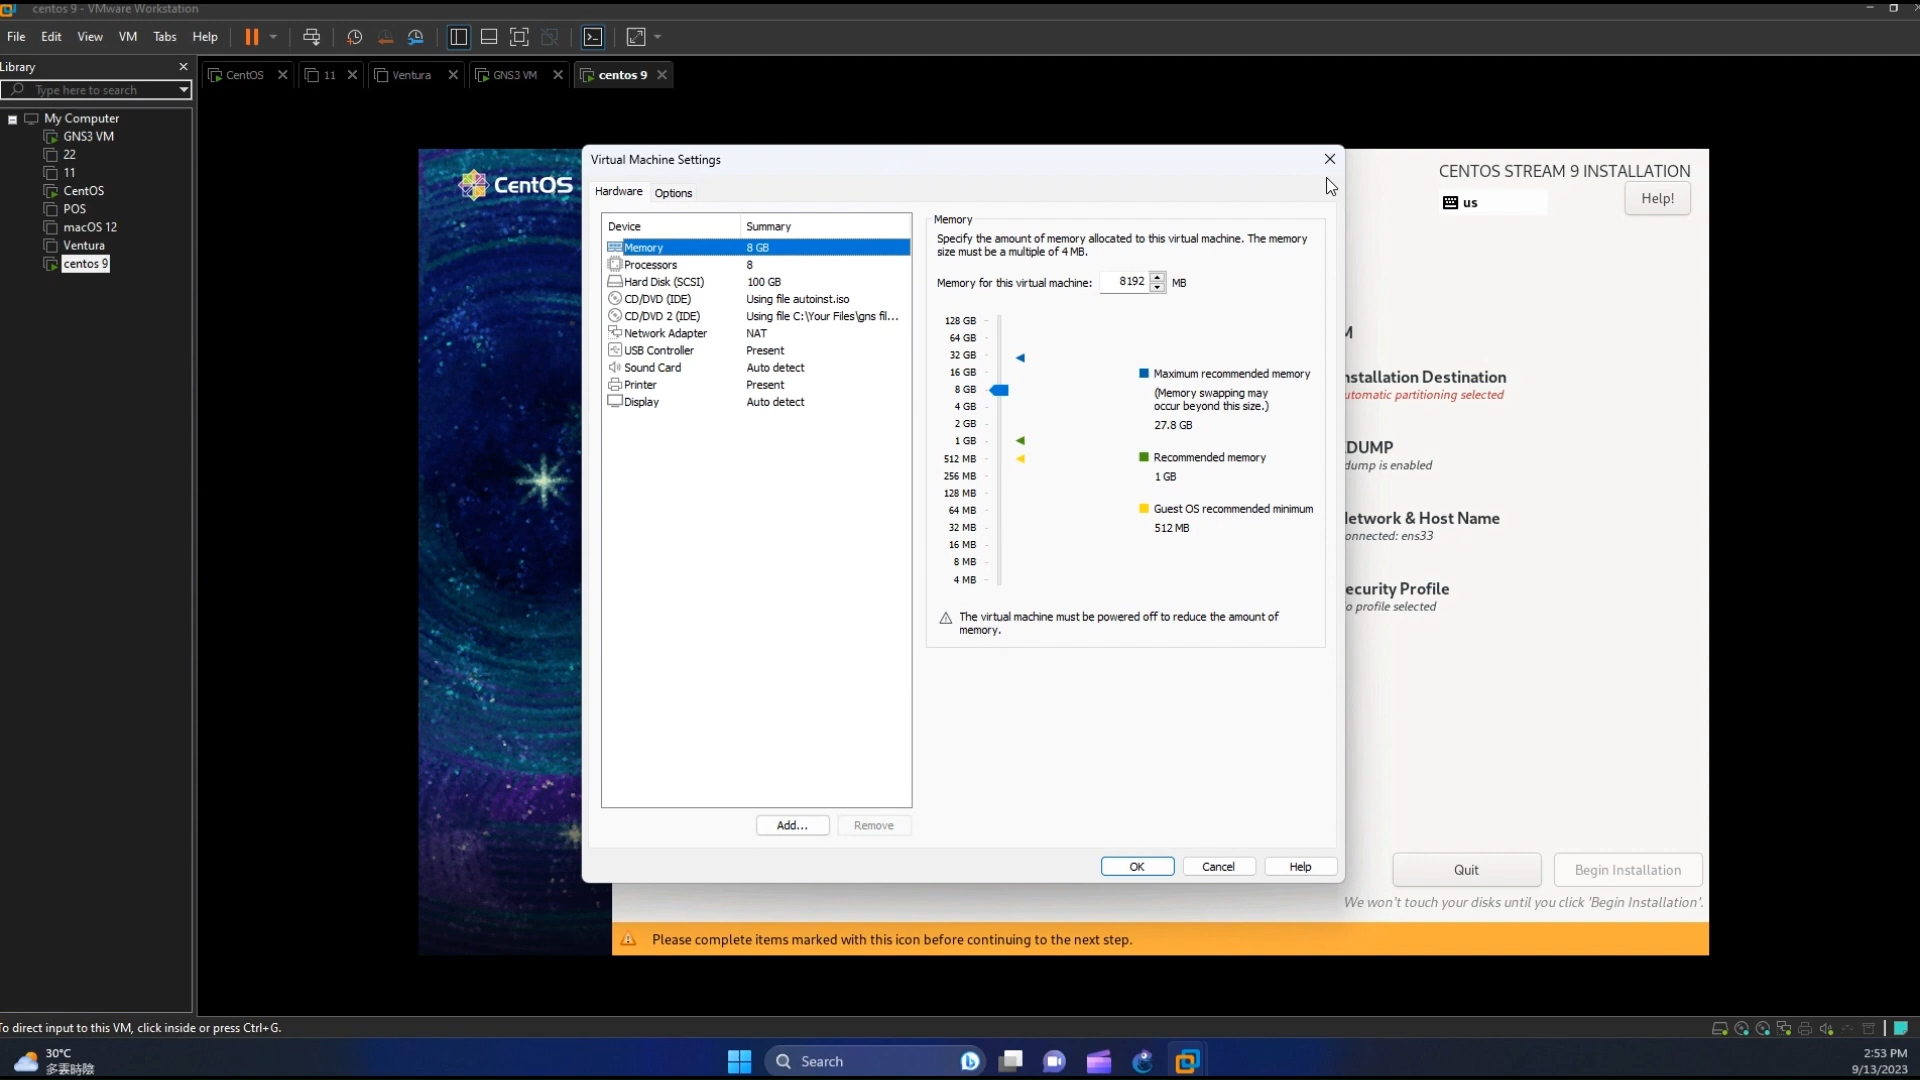 centos 9 - VMware Workstation
File Edit View VM Tabs Help
Library
Type here to search
My Computer
GNS3 VM
22
11
CentOS
POS
macOS 12
Ventura
centos 9
CentOS
11
Ventura
GNS3 VM
centos 9
CentOS
CENTOS STREAM 9 INSTALLATION
us
Help!
Virtual Machine Settings
Hardware Options
Device Summary
Memory 8 GB
Processors 8
Hard Disk (SCSI) 100 GB
CD/DVD (IDE) Using file autoinst.iso
CD/DVD 2 (IDE) Using file C:\Your Files\gns fil...
Network Adapter NAT
USB Controller Present
Sound Card Auto detect
Printer Present
Display Auto detect
Add... Remove
Memory
Specify the amount of memory allocated to this virtual machine. The memory
size must be a multiple of 4 MB.
Memory for this virtual machine: 8192 MB
128 GB
64 GB
32 GB
16 GB
8 GB
4 GB
2 GB
1 GB
512 MB
256 MB
128 MB
64 MB
32 MB
16 MB
8 MB
4 MB
Maximum recommended memory
(Memory swapping may
occur beyond this size.)
27.8 GB
Recommended memory
1 GB
Guest OS recommended minimum
512 MB
The virtual machine must be powered off to reduce the amount of
memory.
OK Cancel Help
M
nstallation Destination
utomatic partitioning selected
DUMP
dump is enabled
etwork & Host Name
onnected: ens33
ecurity Profile
o profile selected
Quit Begin Installation
We won't touch your disks until you click 'Begin Installation'.
Please complete items marked with this icon before continuing to the next step.
To direct input to this VM, click inside or press Ctrl+G.
30°C
多雲時陰
Search
2:53 PM
9/13/2023